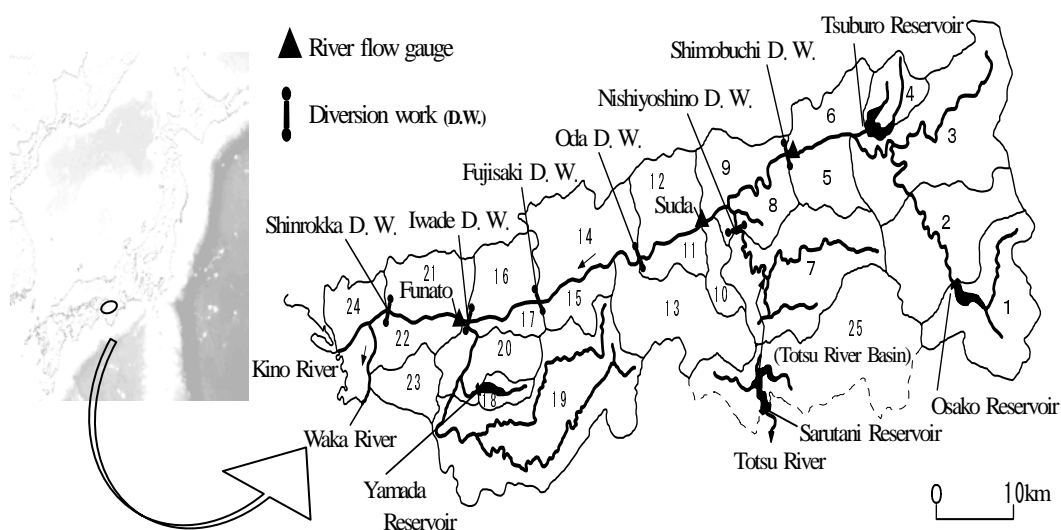 River flow gauge
Diversion work (D.W.)
Tsuburo Reservoir
Shimobuchi D. W.
Nishiyoshino D. W.
Oda D. W.
Fujisaki D. W.
Iwade D. W.
Shinrokka D. W.
Suda
Funato
Kino River
Waka River
Yamada
Reservoir
(Totsu River Basin)
Osako Reservoir
Sarutani Reservoir
Totsu River
1
2
3
4
5
6
7
8
9
10
11
12
13
14
15
16
17
18
19
20
21
22
23
24
25
0 10km